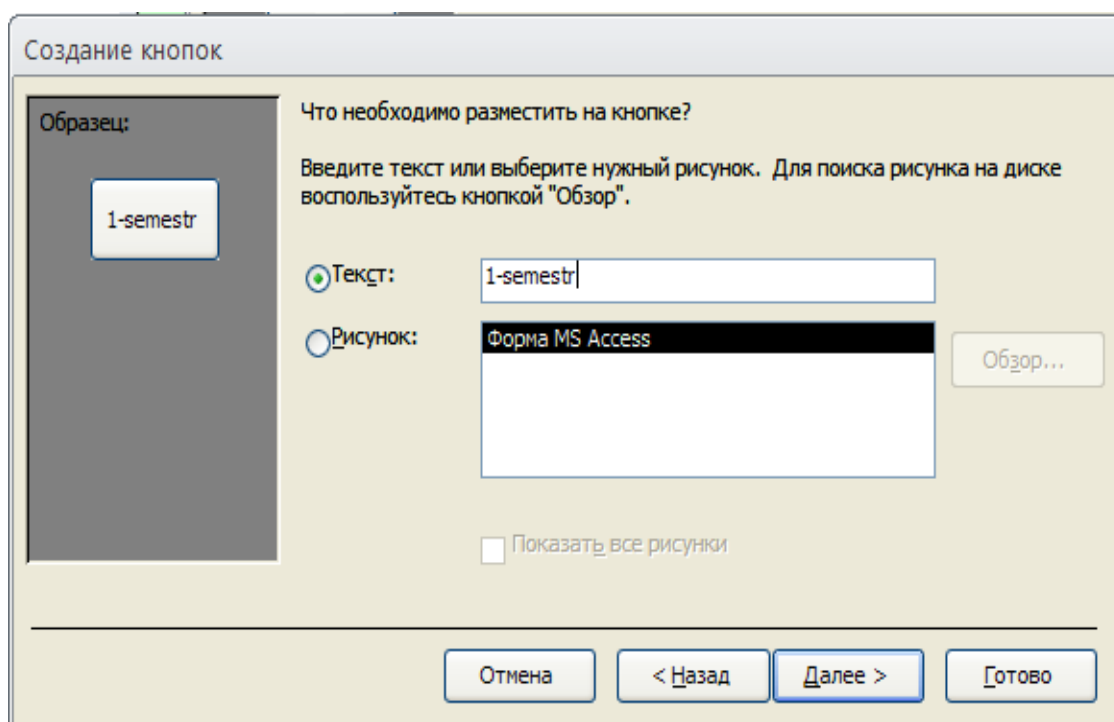 Создание кнопок
Образец:
1-semestr
Что необходимо разместить на кнопке?
Введите текст или выберите нужный рисунок. Для поиска рисунка на диске
воспользуйтесь кнопкой "Обзор".
Текст:
1-semestr
Рисунок:
Форма MS Access
Обзор...
Показать все рисунки
Отмена
< Назад
Далее >
Готово